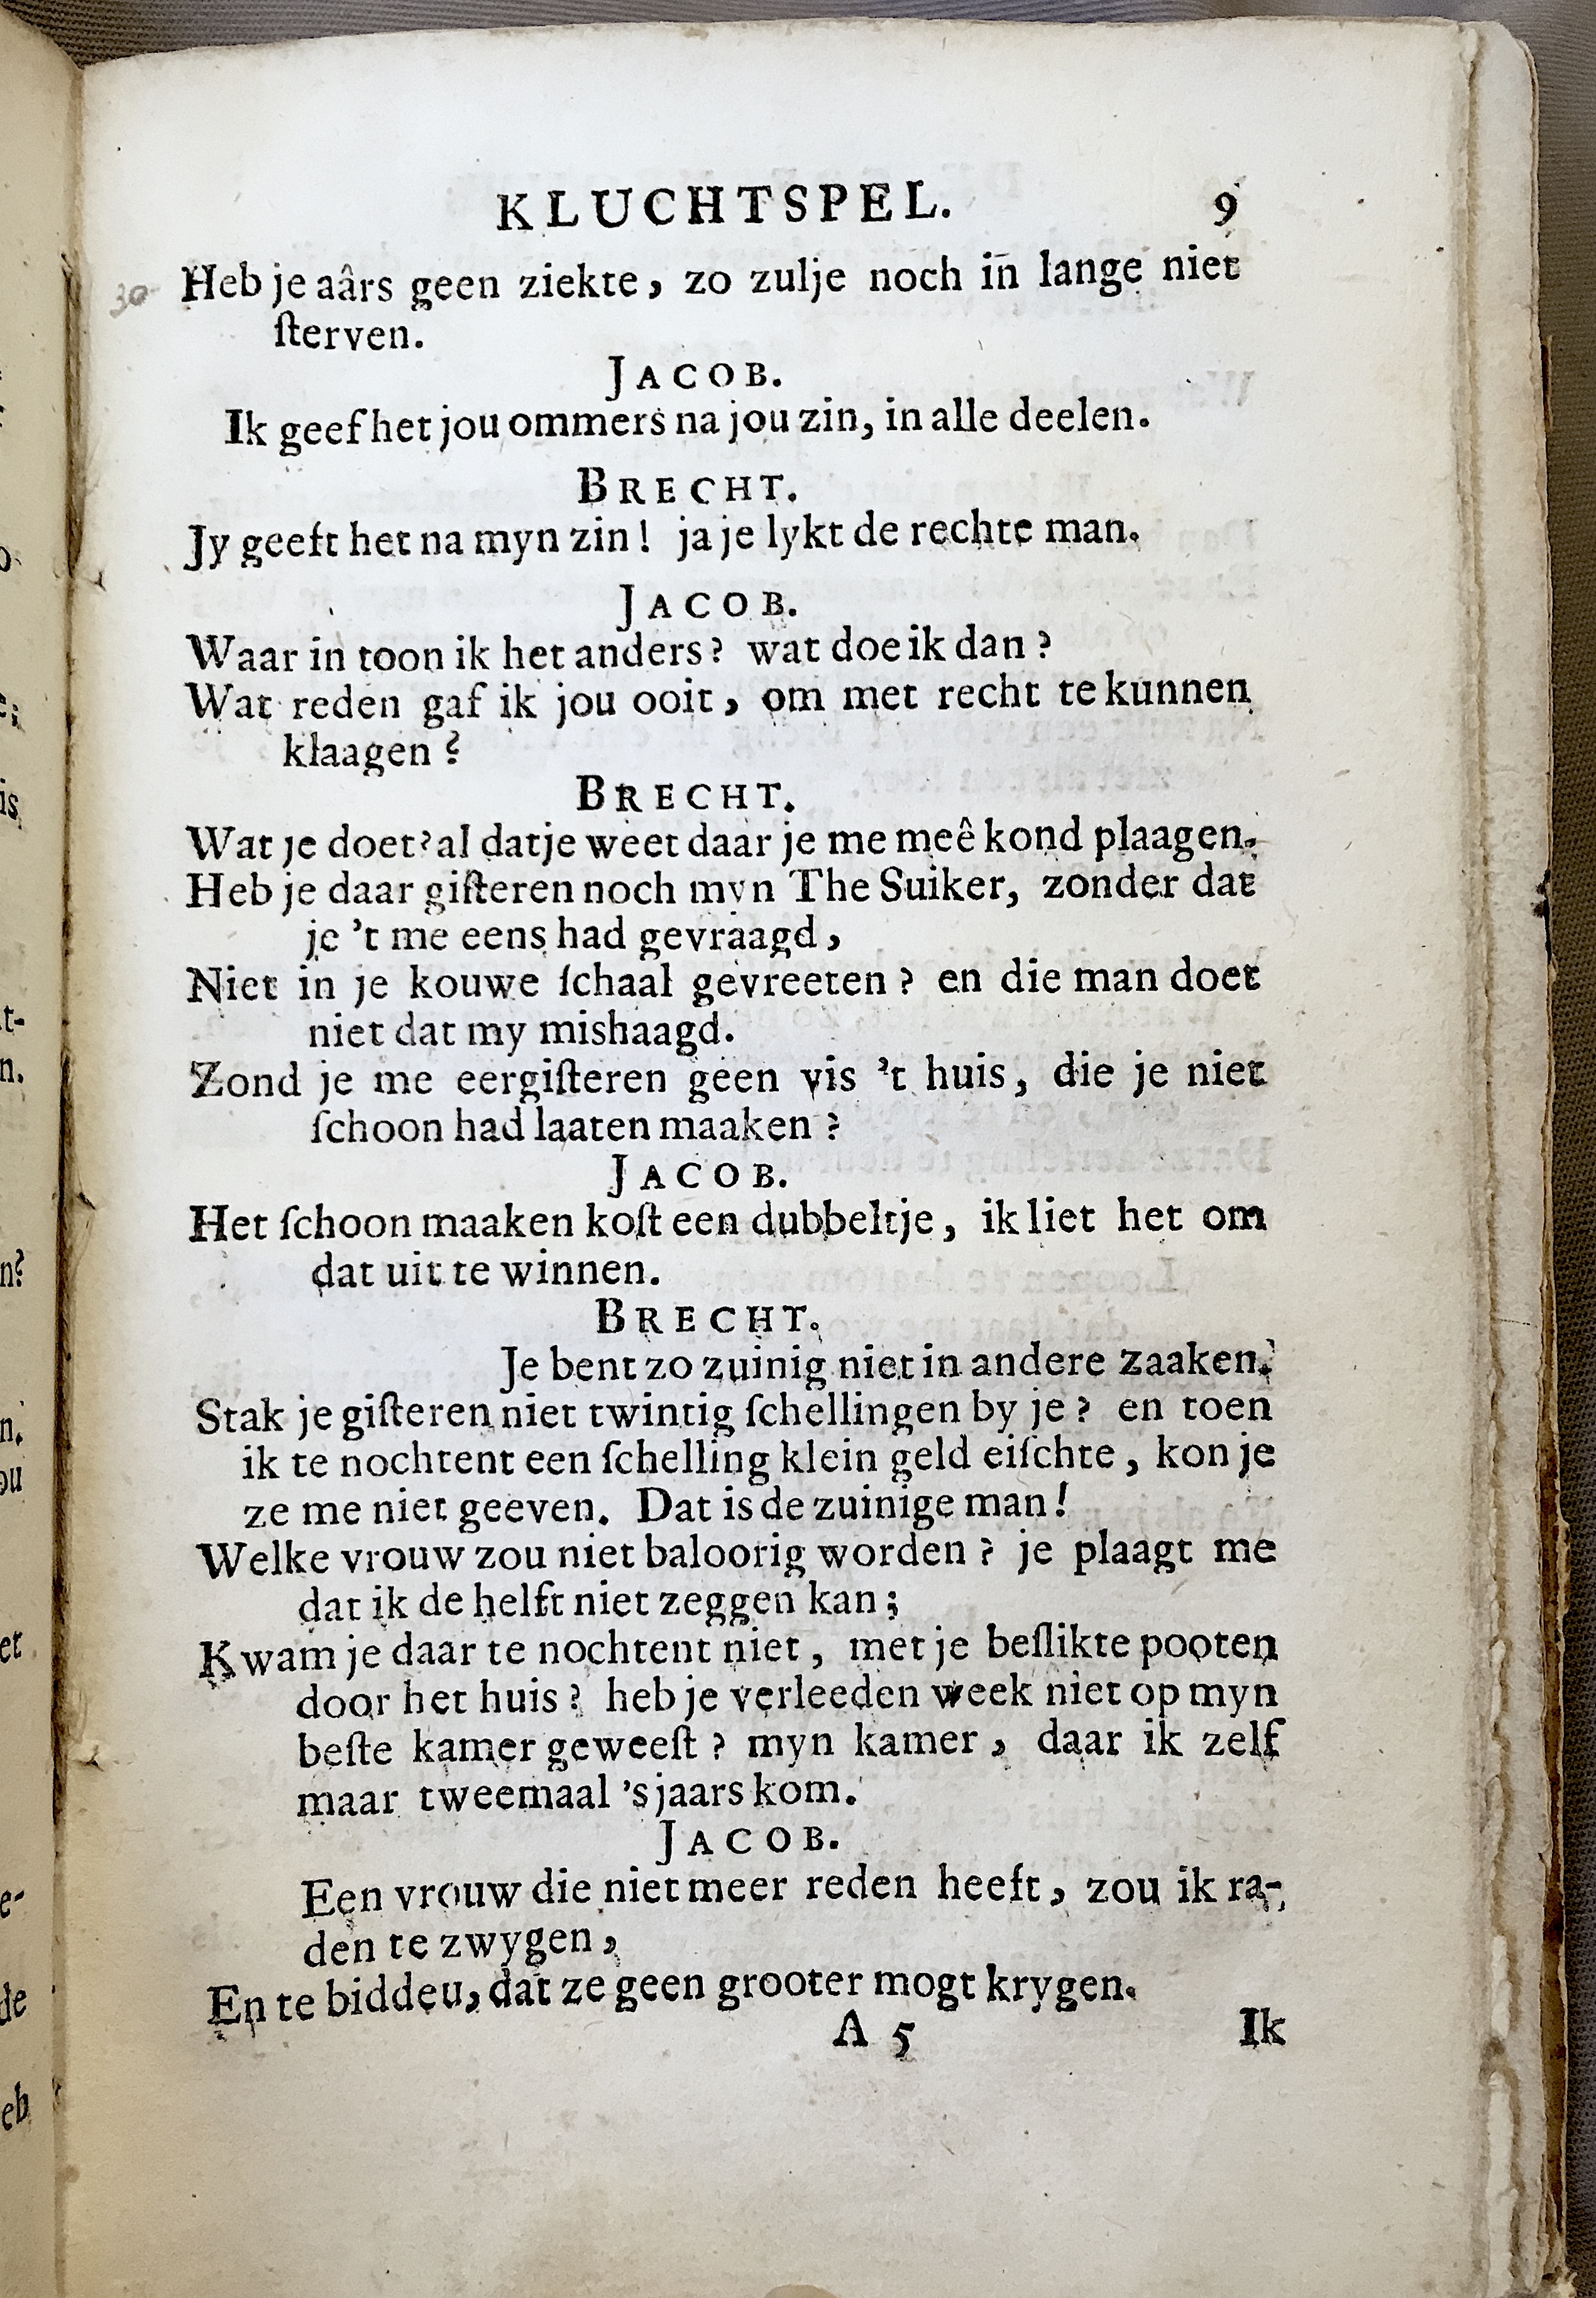 KLUCHTSPEL. 9
30
Heb je aârs geen ziekte, zo zulje noch in lange niet
ſterven.
JACOB.
Ik geef het jou ommers na jou zin, in alle deelen.
BRECHT.
Jy geeft het na myn zin! ja je lykt de rechte man.
JACOB.
Waar in toon ik het anders? wat doe ik dan?
Wat reden gaf ik jou ooit, om met recht te kunnen
klaagen?
BRECHT.
Wat je doet? al datje weet daar je me meê kond plaagen.
Heb je daar giſteren noch myn The Suiker, zonder dat
je 't me eens had gevraagd,
Niet in je kouwe ſchaal gevreeten? en die man doet
niet dat my mishaagd.
Zond je me eergiſteren geen vis 't huis, die je niet
ſchoon had laaten maaken?
JACOB.
Het ſchoon maaken koſt een dubbeltje, ik liet het om
dat uit te winnen.
BRECHT.
Je bent zo zuinig niet in andere zaaken.
Stak je giſteren niet twintig ſchellingen by je? en toen
ik te nochtent een ſchelling klein geld eiſchte, kon je
ze me niet geeven. Dat is de zuinige man!
Welke vrouw zou niet baloorig worden? je plaagt me
dat ik de helft niet zeggen kan;
Kwam je daar te nochtent niet, met je beſlikte pooten
door het huis? heb je verleeden week niet op myn
beſte kamer geweeſt? myn kamer, daar ik zelf
maar tweemaal 'sjaars kom.
JACOB.
Een vrouw die niet meer reden heeft, zou ik ra-
den te zwygen,
En te biddeu, dat ze geen grooter mogt krygen.
A 5 Ik